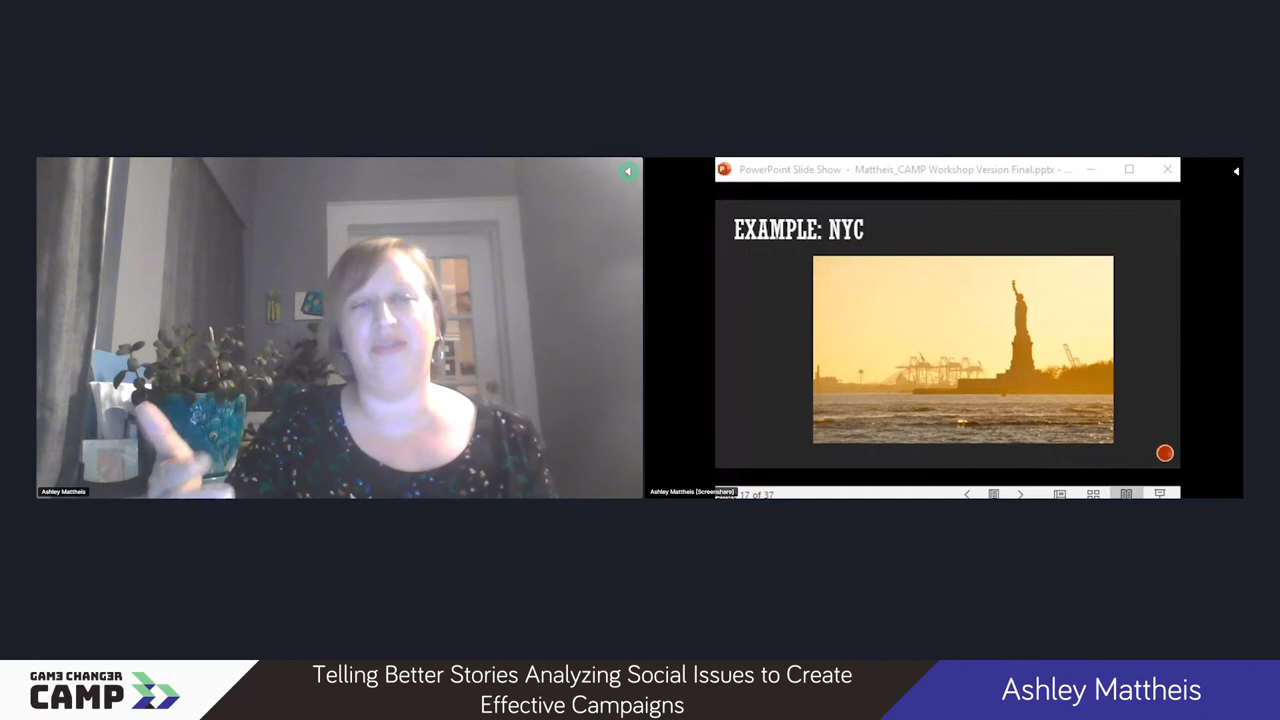 PowerPoint Slide Show - Mattheis_CAMP Workshop Version Final.pptx - ...
EXAMPLE: NYC
Ashley Mattheis
Ashley Mattheis [Screenshare]
17 of 37
GAM3 CHANG3R
CAMP
Telling Better Stories Analyzing Social Issues to Create
Effective Campaigns
Ashley Mattheis